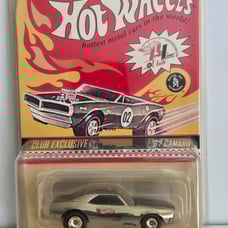 Hot Wheels
hottest metal cars in the world!
02
CLUB EXCLUSIVE
'67 CAMARO